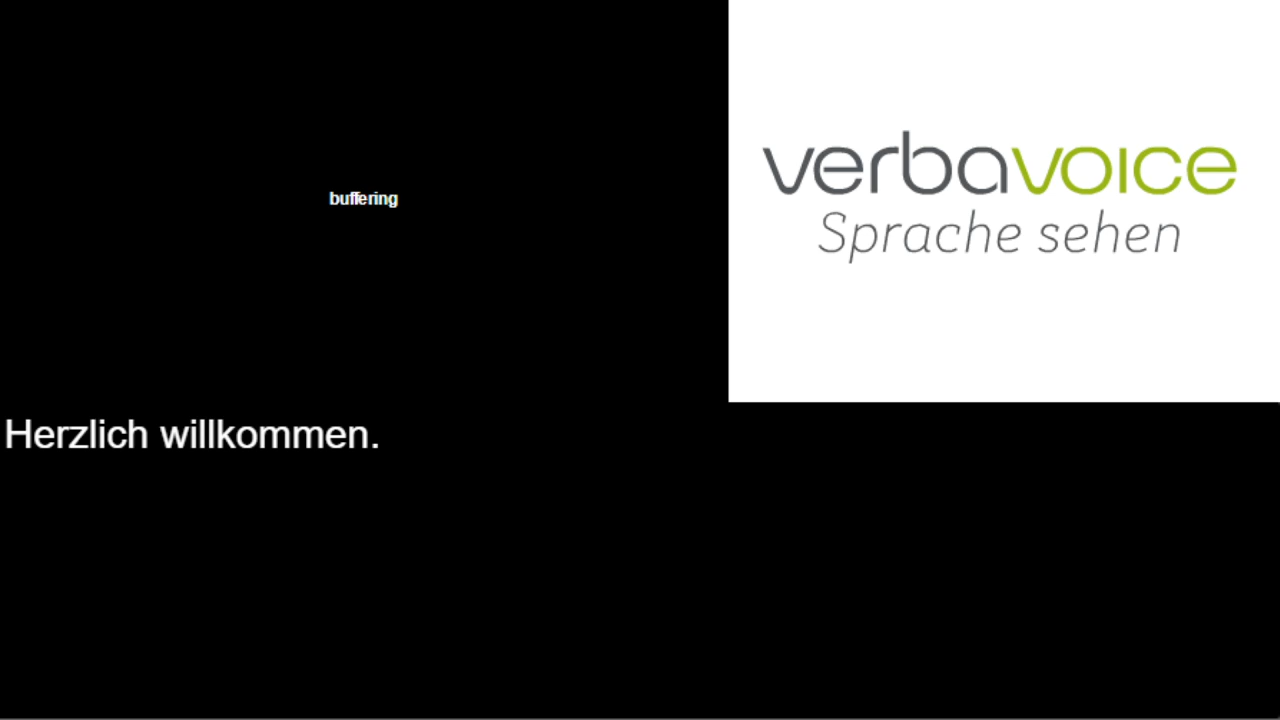 buffering
verbavoice
Sprache sehen
Herzlich willkommen.